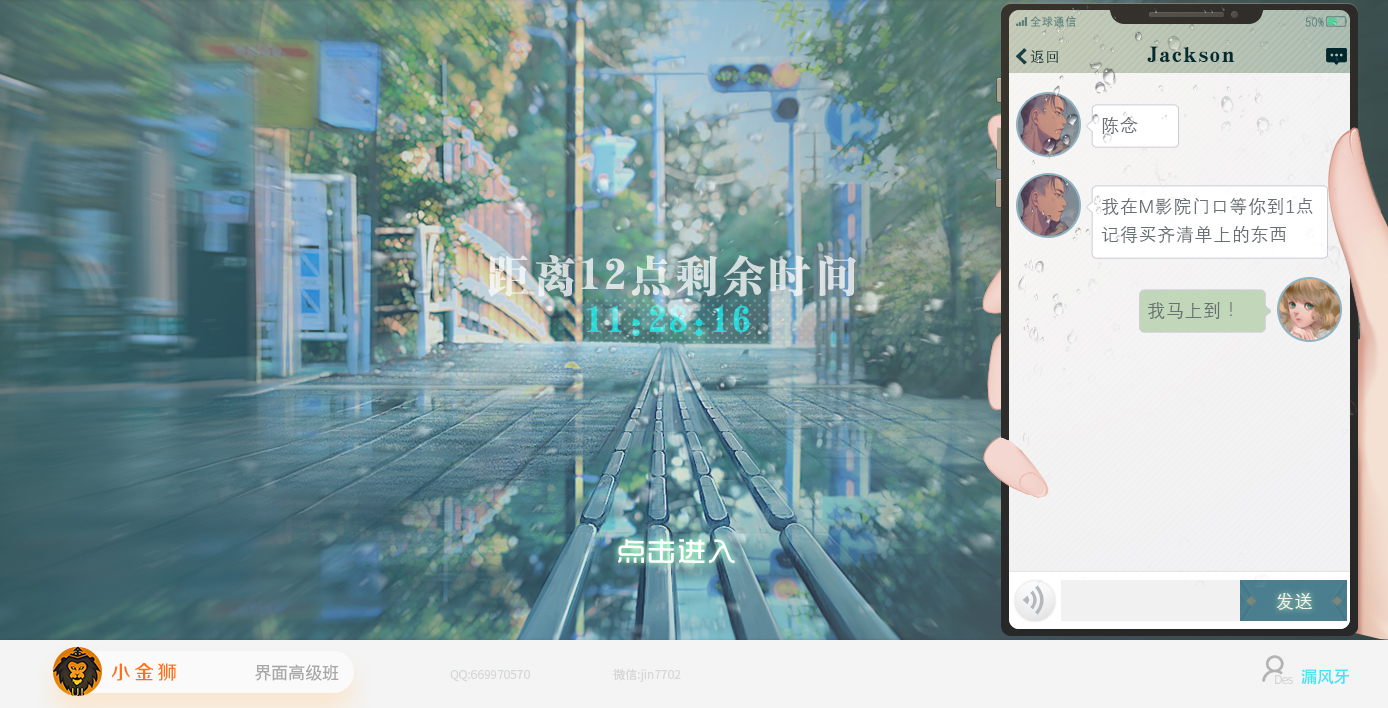 距离12点剩余时间
11:28:16
点击进入
全球通信
50%
返回
Jackson
陈念
我在M影院门口等你到1点
记得买齐清单上的东西
我马上到！
发送
小金狮
界面高级班
QQ:669970570
微信:jin7702
Des
漏风牙